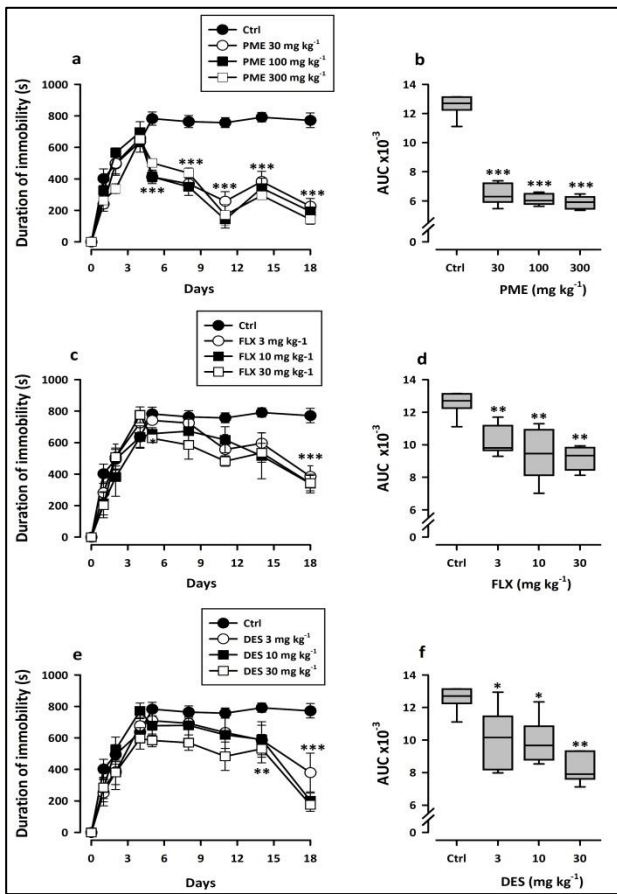 a
Ctrl
PME 30 mg kg⁻¹
PME 100 mg kg⁻¹
PME 300 mg kg⁻¹
Duration of immobility (s)
1000
800
600
400
200
0
***
***
***
***
***
0 3 6 9 12 15 18
Days
b
AUC x10⁻³
14
12
10
8
6
0
*** *** ***
Ctrl 30 100 300
PME (mg kg⁻¹)
c
Ctrl
FLX 3 mg kg-1
FLX 10 mg kg-1
FLX 30 mg kg-1
Duration of immobility (s)
1000
800
600
400
200
0
*
***
0 3 6 9 12 15 18
Days
d
AUC x10⁻³
14
12
10
8
6
0
** ** **
Ctrl 3 10 30
FLX (mg kg⁻¹)
e
Ctrl
DES 3 mg kg⁻¹
DES 10 mg kg⁻¹
DES 30 mg kg⁻¹
Duration of immobility (s)
1000
800
600
400
200
0
**
***
0 3 6 9 12 15 18
Days
f
AUC x10⁻³
14
12
10
8
6
0
* * **
Ctrl 3 10 30
DES (mg kg⁻¹)